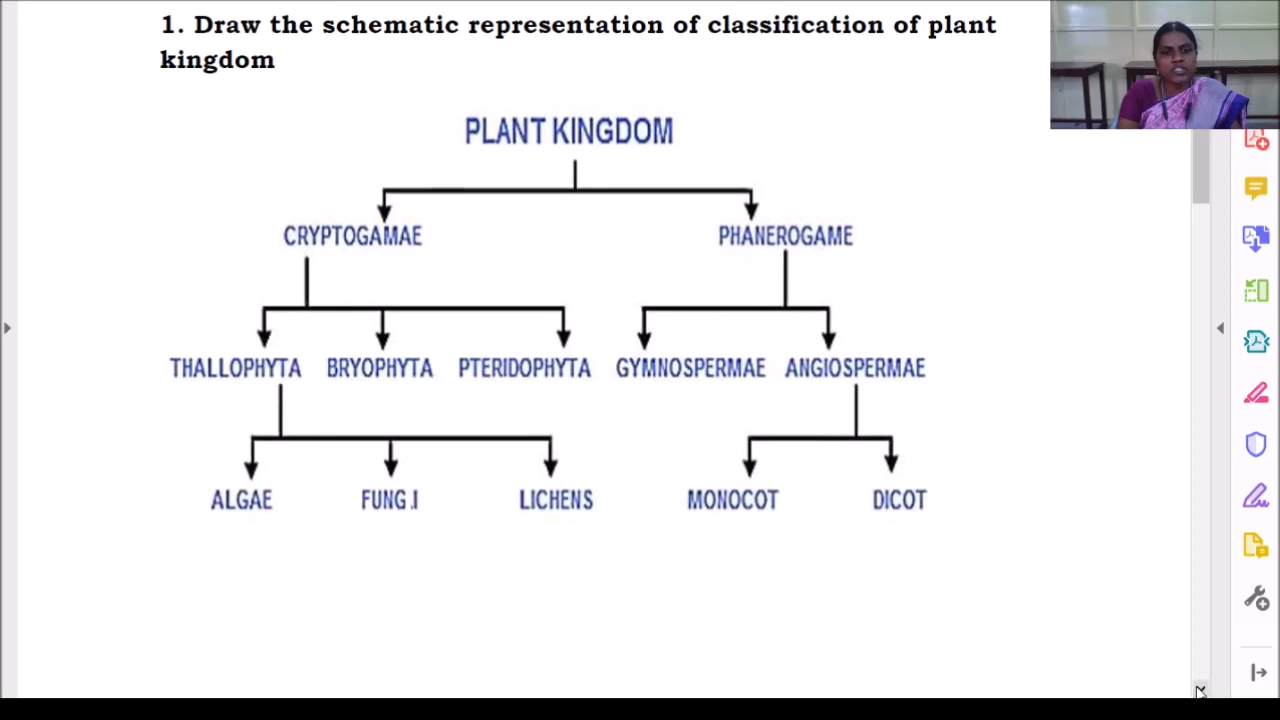 1. Draw the schematic representation of classification of plant
kingdom
PLANT KINGDOM
CRYPTOGAMAE PHANEROGAME
THALLOPHYTA BRYOPHYTA PTERIDOPHYTA GYMNOSPERMAE ANGIOSPERMAE
ALGAE FUNG.I LICHENS MONOCOT DICOT